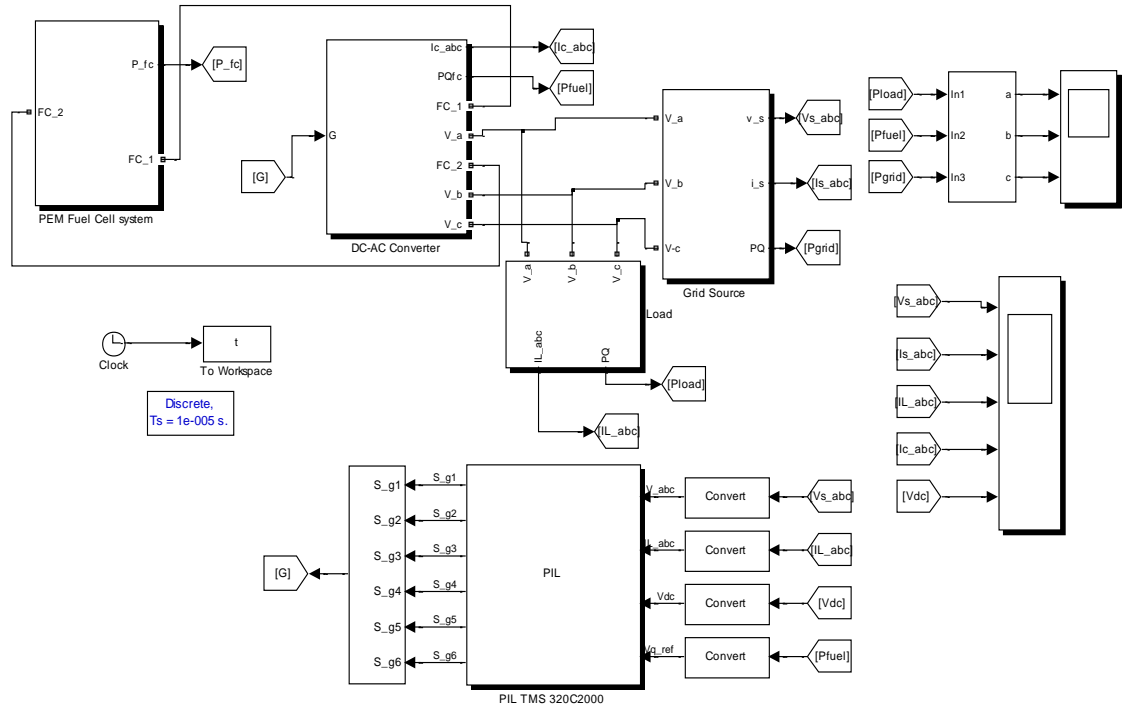 P_fc
FC_2
FC_1
PEM Fuel Cell system
[P_fc]
[G]
G
Ic_abc
PQfc
FC_1
V_a
FC_2
V_b
V_c
DC-AC Converter
[Ic_abc]
[Pfuel]
V_a
V_b
V-c
v_s
i_s
PQ
Grid Source
[Vs_abc]
[Is_abc]
[Pgrid]
[Pload]
[Pfuel]
[Pgrid]
In1
In2
In3
a
b
c
V_a
V_b
V_c
IL_abc
PQ
Load
[Pload]
[IL_abc]
Clock
t
To Workspace
Discrete,
Ts = 1e-005 s.
[Vs_abc]
[Is_abc]
[IL_abc]
[Ic_abc]
[Vdc]
[G]
S_g1
S_g2
S_g3
S_g4
S_g5
S_g6
S_g1
S_g2
S_g3
S_g4
S_g5
S_g6
PIL
PIL TMS 320C2000
V_abc
IL_abc
Vdc
Vq_ref
Convert
Convert
Convert
Convert
[Vs_abc]
[IL_abc]
[Vdc]
[Pfuel]